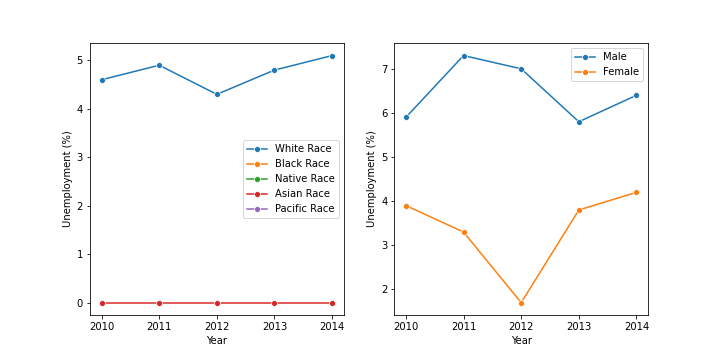 5
4
3
2
1
0
Unemployment (%)
White Race
Black Race
Native Race
Asian Race
Pacific Race
2010 2011 2012 2013 2014
Year
7
6
5
4
3
2
Unemployment (%)
Male
Female
2010 2011 2012 2013 2014
Year